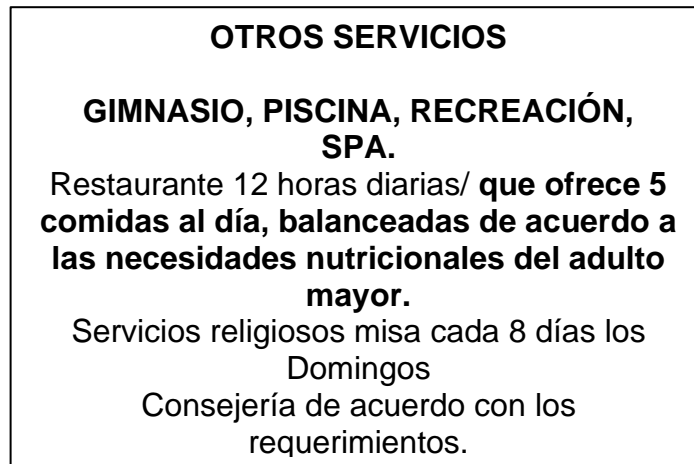 OTROS SERVICIOS
GIMNASIO, PISCINA, RECREACIÓN,
SPA.
Restaurante 12 horas diarias/ que ofrece 5
comidas al día, balanceadas de acuerdo a
las necesidades nutricionales del adulto
mayor.
Servicios religiosos misa cada 8 días los
Domingos
Consejería de acuerdo con los
requerimientos.